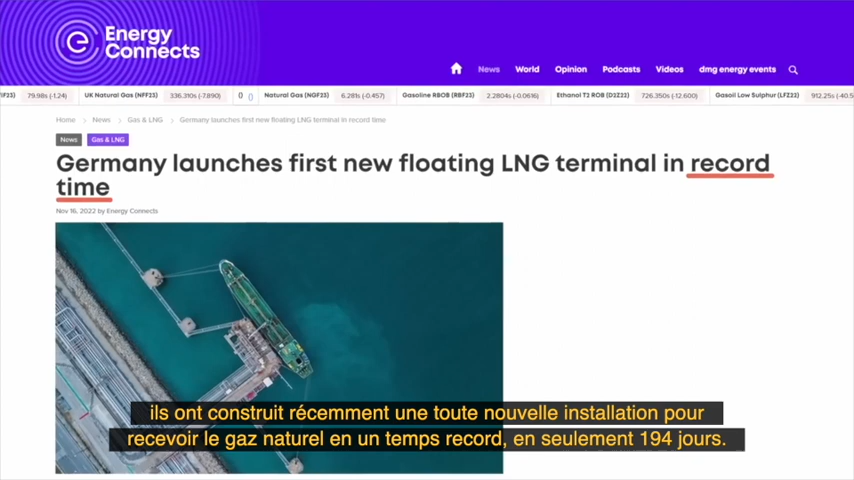 Energy
Connects
News World Opinion Podcasts Videos dmg energy events
79.98s (-1.24) UK Natural Gas (NFF23) 336.310s (-7.890) 0 () Natural Gas (NGF23) 6.281s (-0.457) Gasoline RBOB (RBF23) 2.2804s (-0.0616) Ethanol T2 ROB (D2Z22) 726.350s (-12.600) Gasoil Low Sulphur (LFZ22)
Home News Gas & LNG Germany launches first new floating LNG terminal in record time
News Gas & LNG
Germany launches first new floating LNG terminal in record
time
Nov 16, 2022 by Energy Connects
ils ont construit récemment une toute nouvelle installation pour
recevoir le gaz naturel en un temps record, en seulement 194 jours.